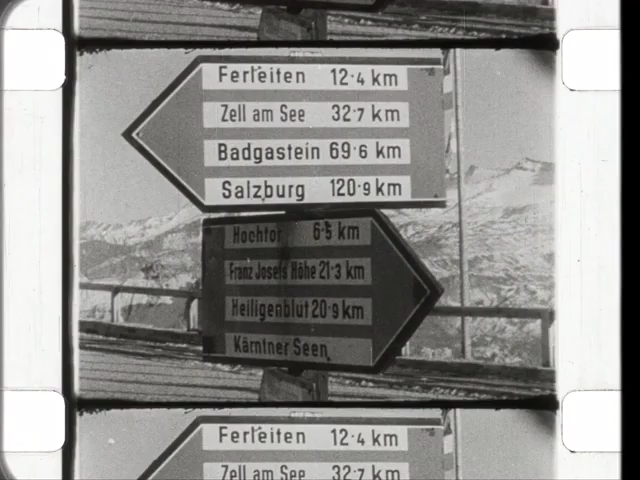 Ferleiten 12·4 km
Zell am See 32·7 km
Badgastein 69·6 km
Salzburg 120·9 km
Hochtor 6·5 km
Franz Josefs Höhe 21·3 km
Heiligenblut 20·9 km
Kärntner Seen
Ferleiten 12·4 km
Zell am See 32·7 km